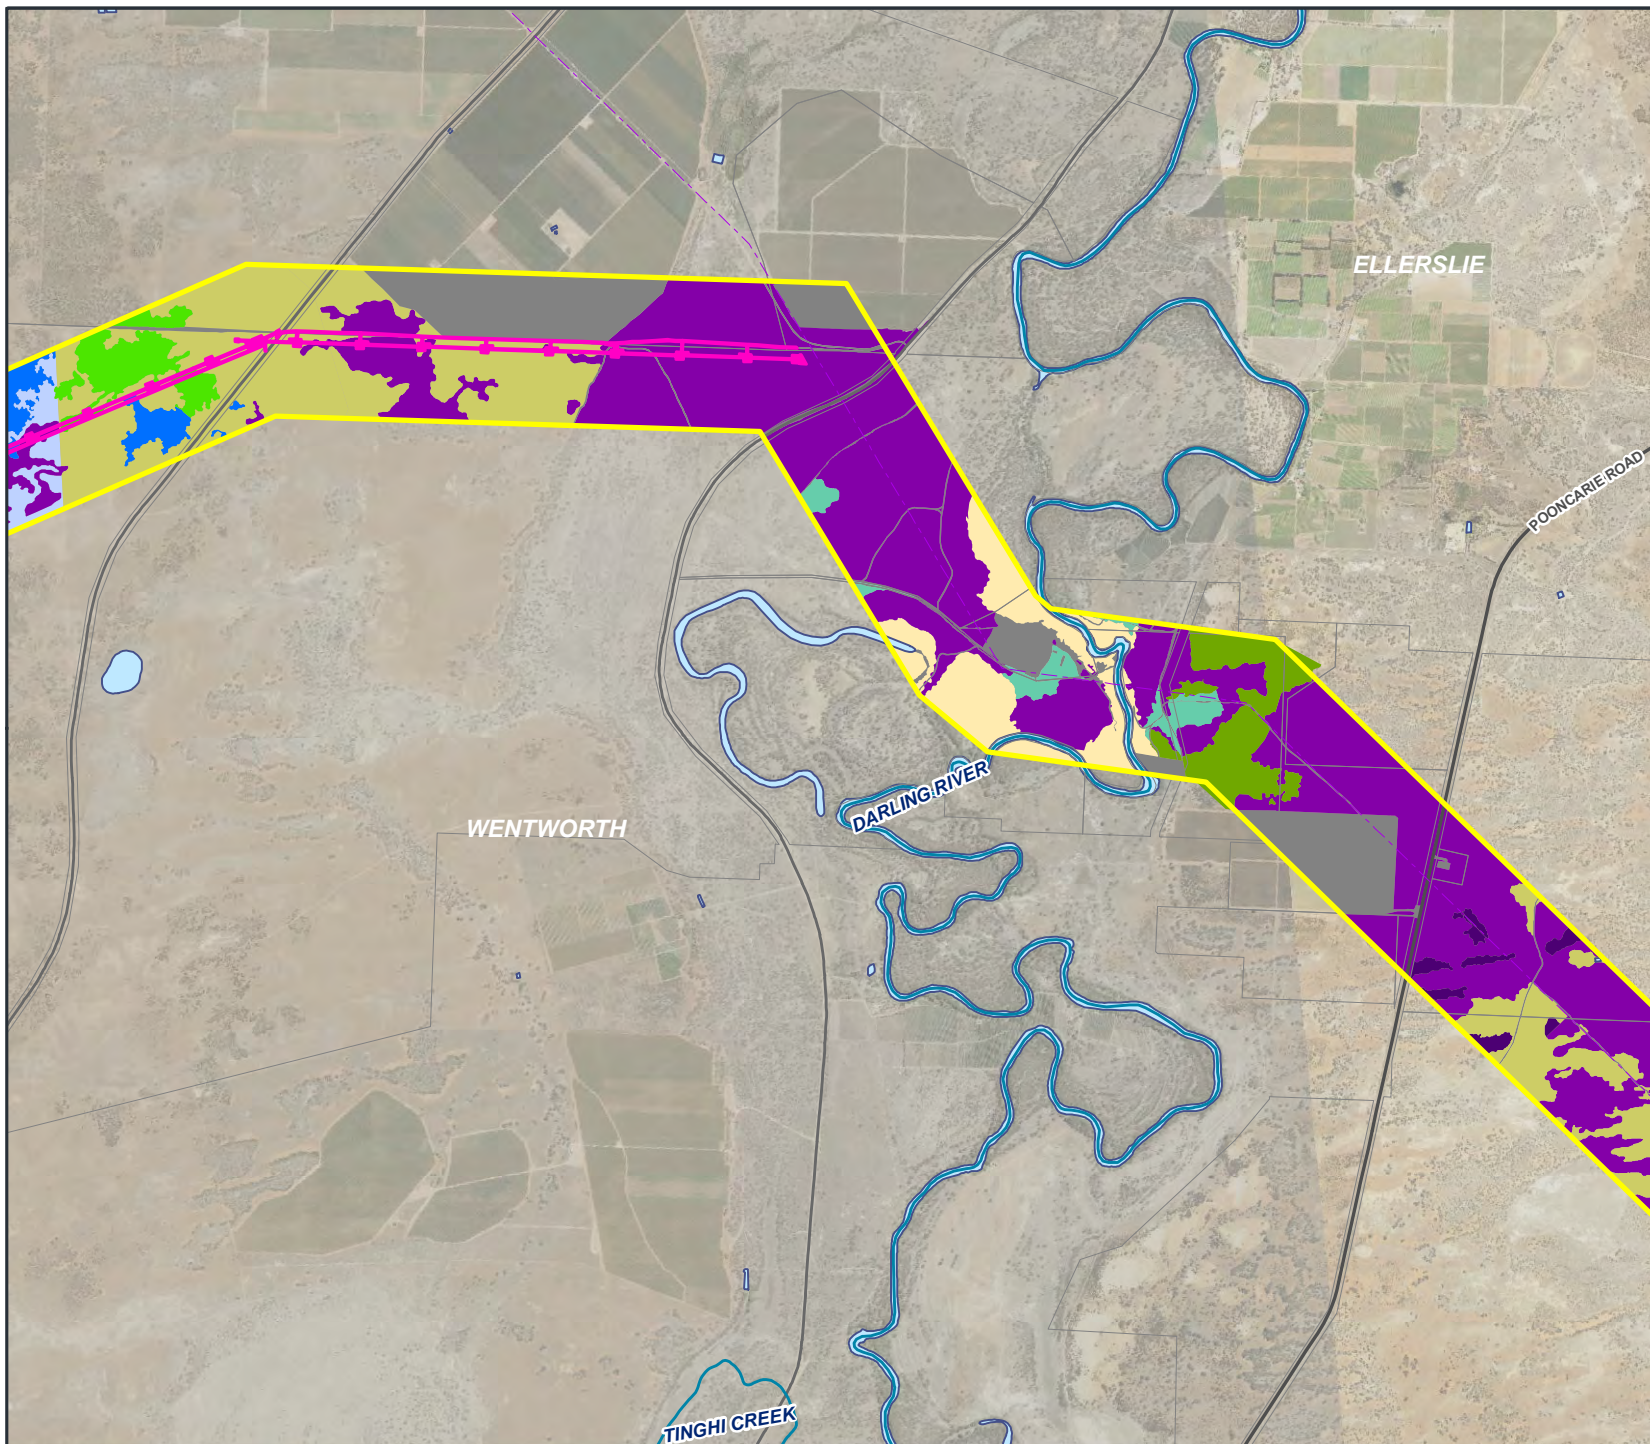 ELLERSLIE
POONCARIE ROAD
DARLING RIVER
WENTWORTH
TINGHI CREEK